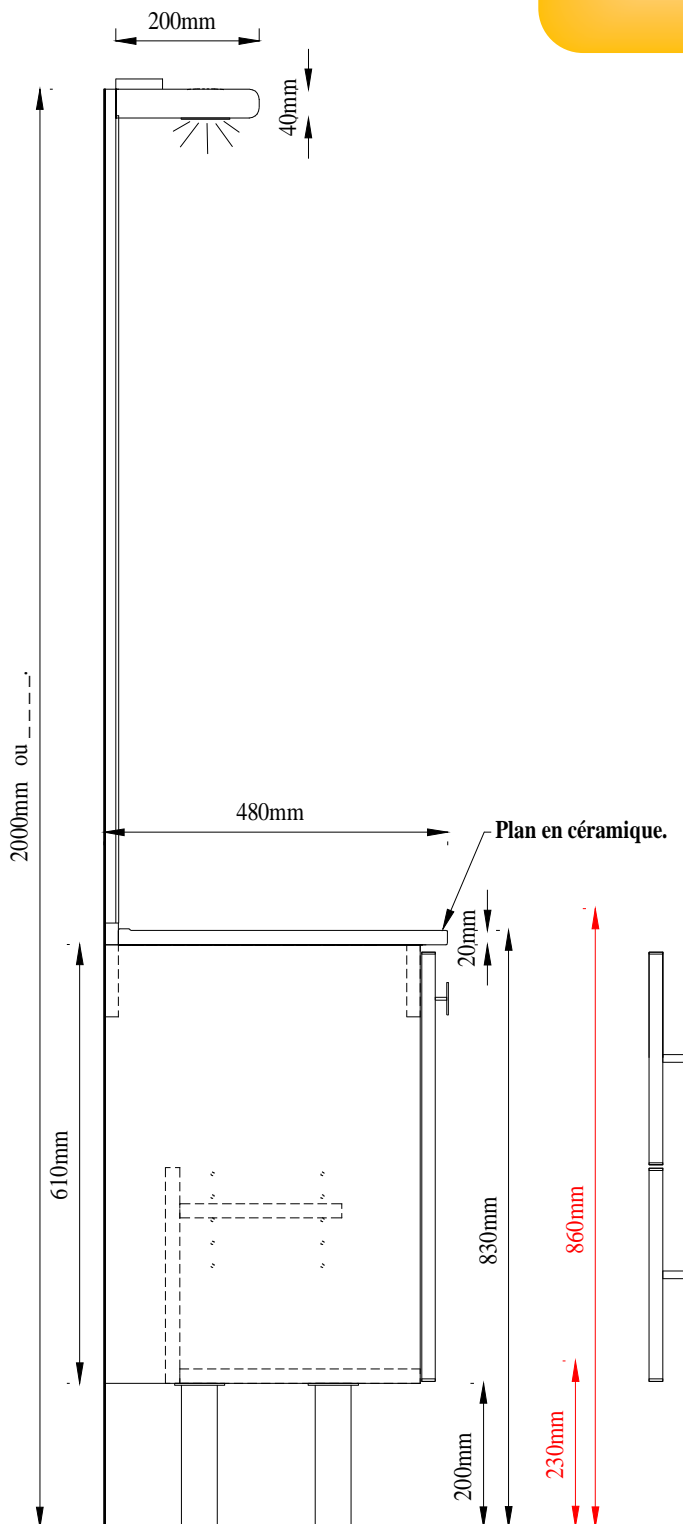 200mm
40mm
2000mm ou _ _ _ _ .
480mm
Plan en céramique.
20mm
610mm
830mm
860mm
200mm
230mm